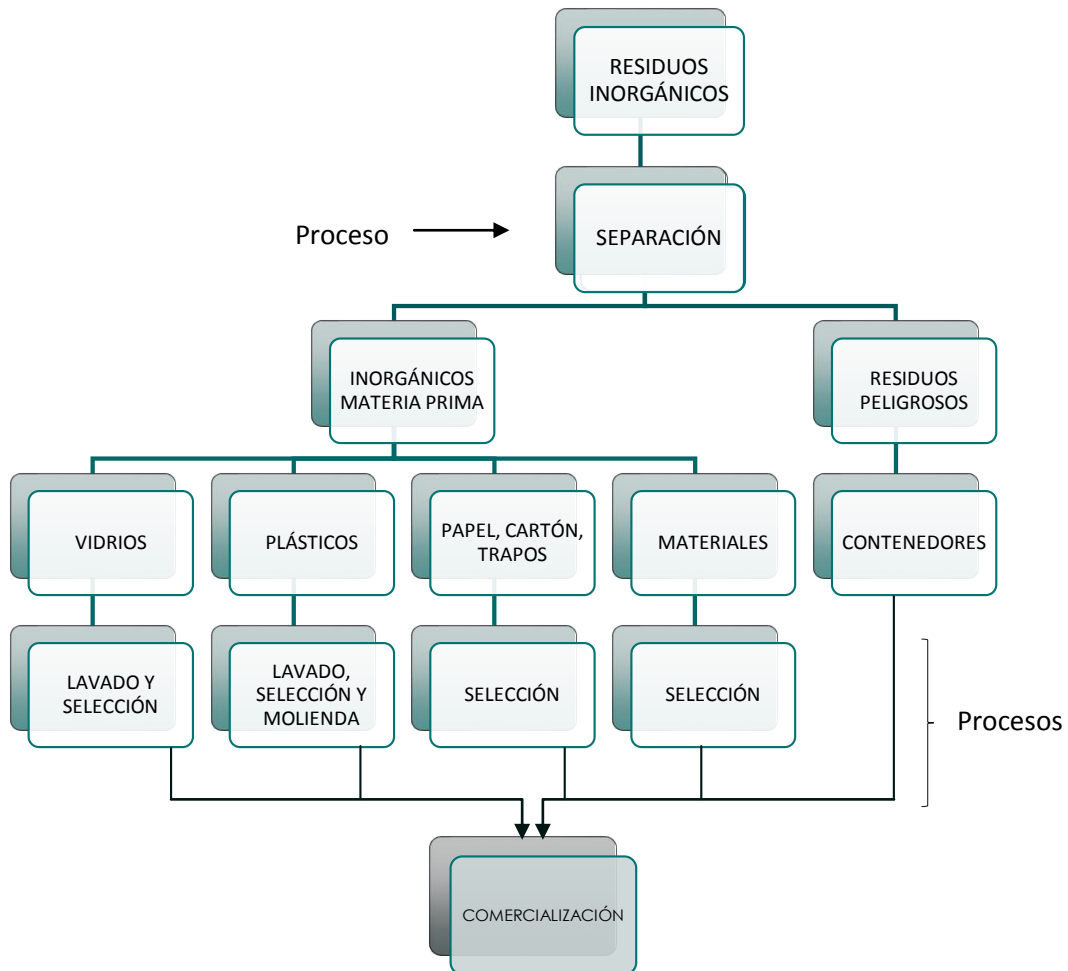 RESIDUOS
INORGÁNICOS
Proceso
SEPARACIÓN
INORGÁNICOS
MATERIA PRIMA
RESIDUOS
PELIGROSOS
VIDRIOS
PLÁSTICOS
PAPEL, CARTÓN,
TRAPOS
MATERIALES
CONTENEDORES
LAVADO Y
SELECCIÓN
LAVADO,
SELECCIÓN Y
MOLIENDA
SELECCIÓN
SELECCIÓN
Procesos
COMERCIALIZACIÓN